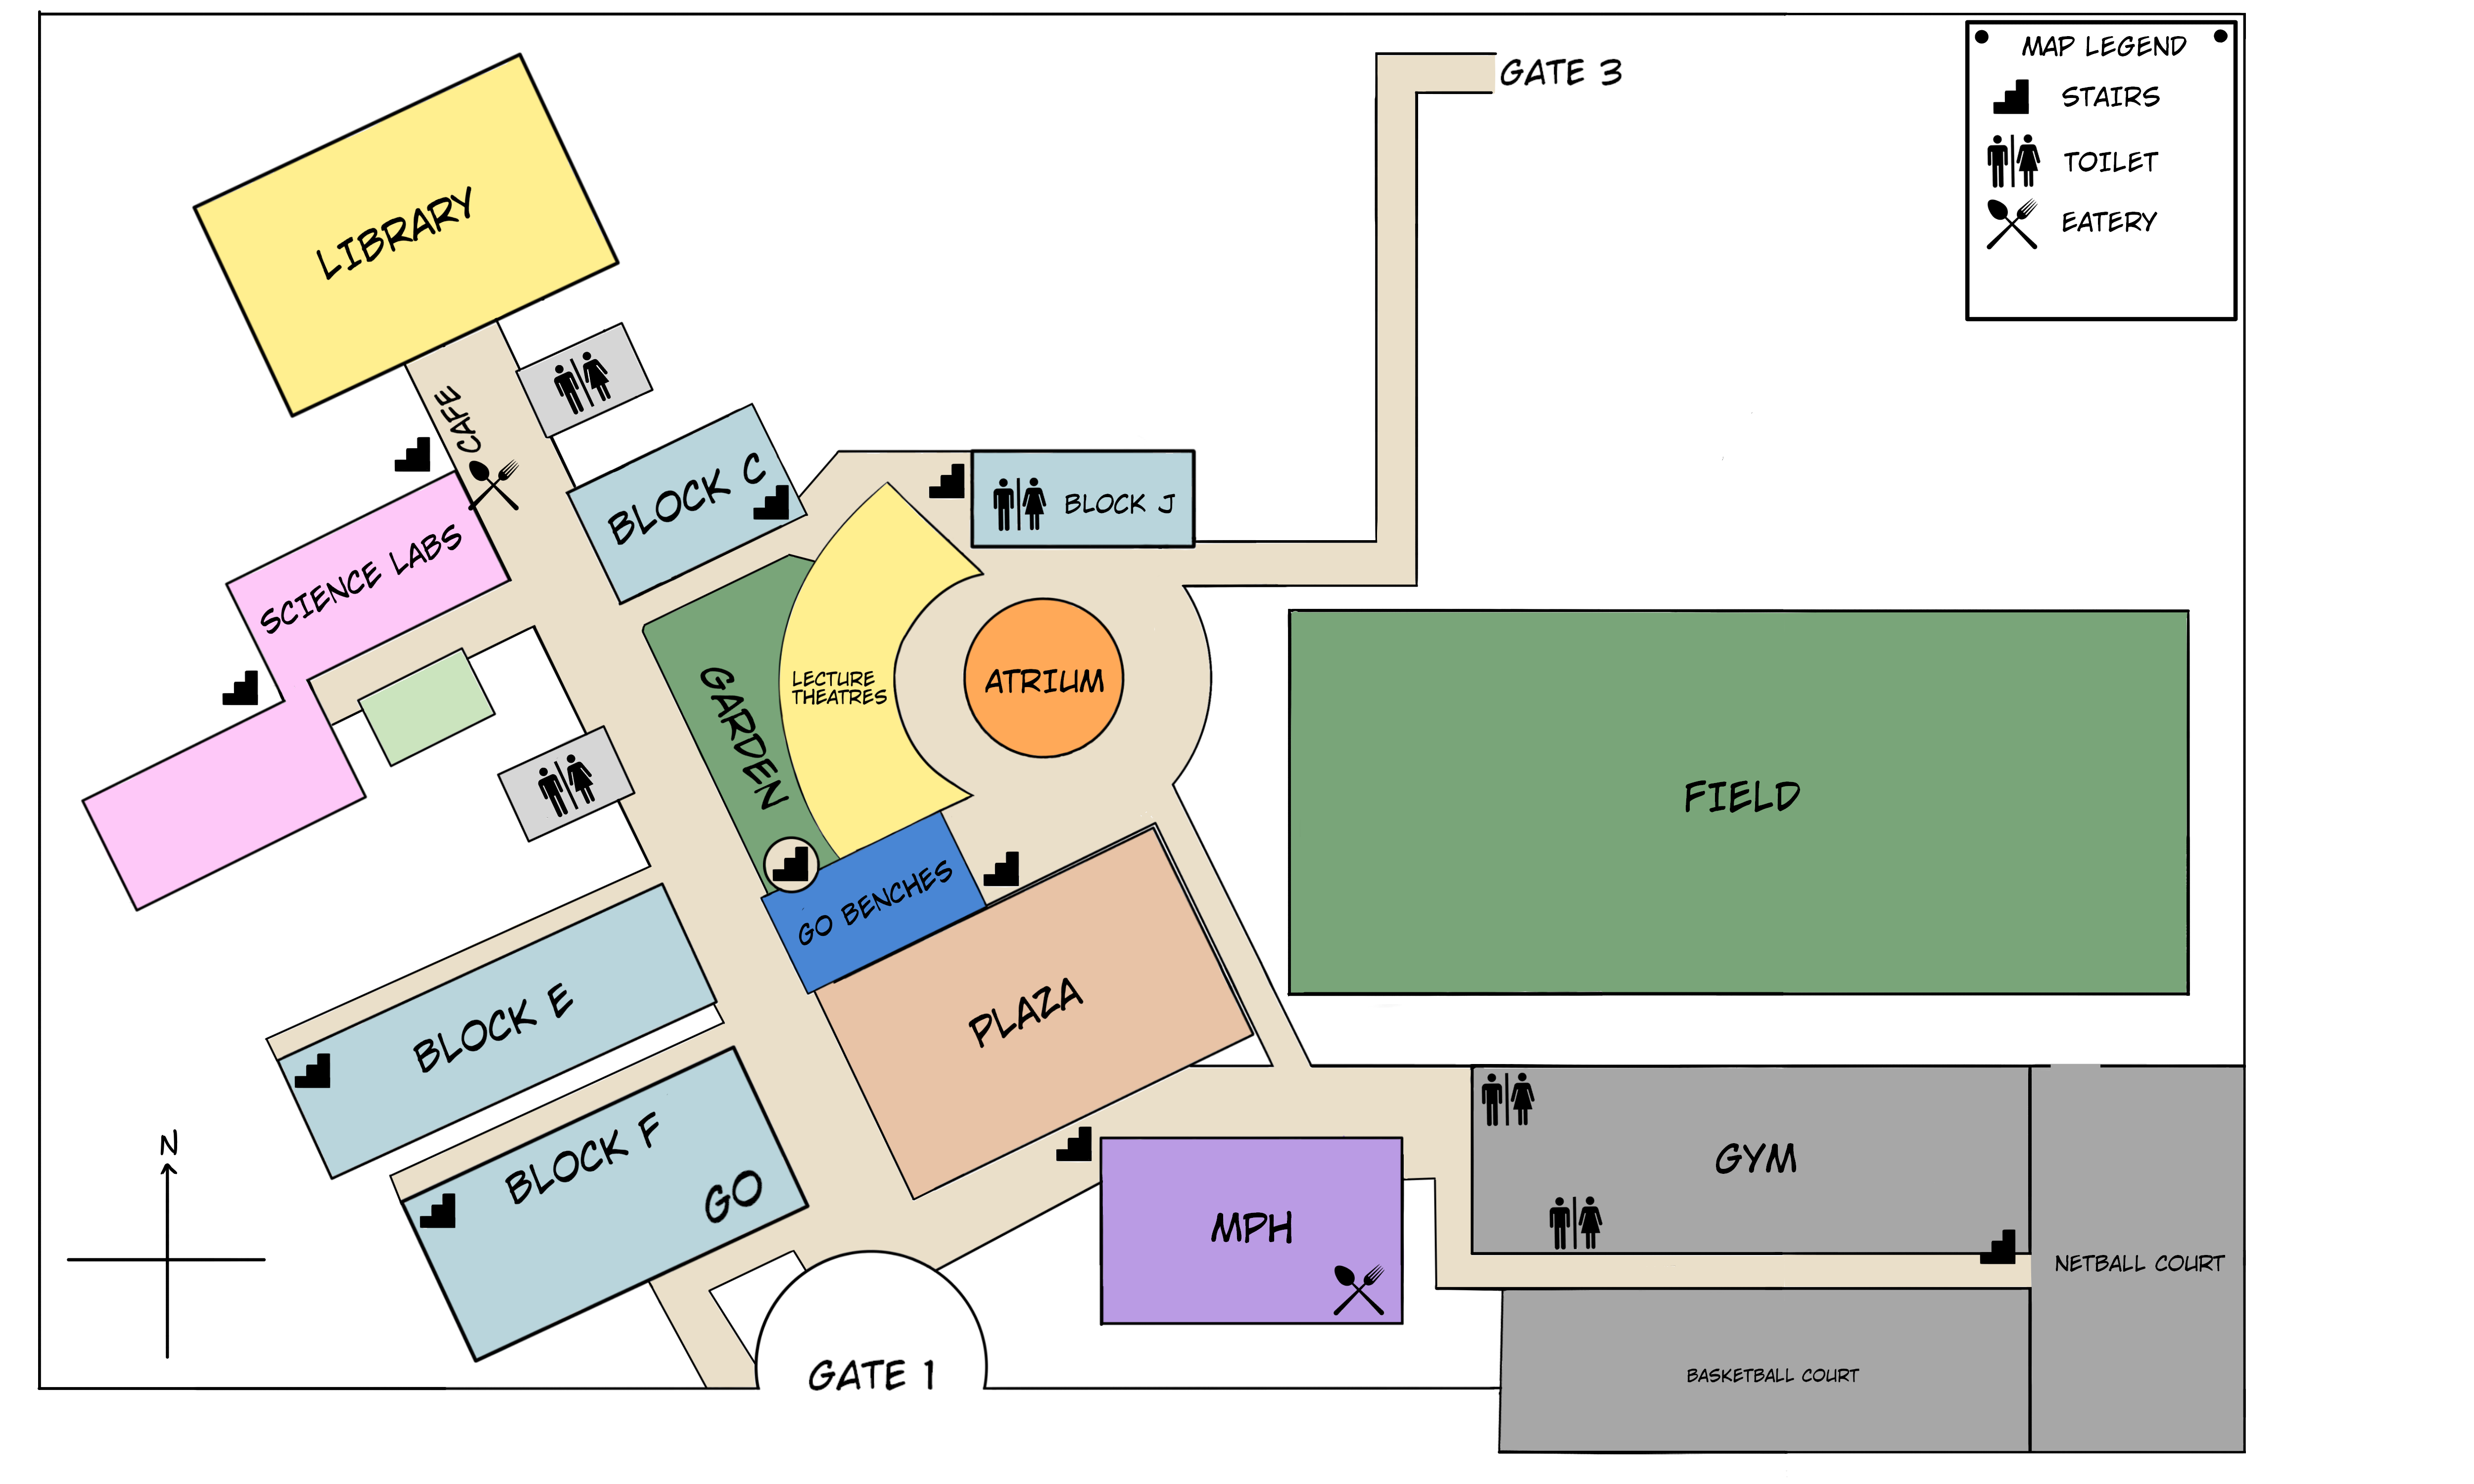 GATE 3
MAP LEGEND
STAIRS
TOILET
EATERY
LIBRARY
CAFE
BLOCK C
BLOCK J
SCIENCE LABS
GARDEN
LECTURE
THEATRES
ATRIUM
FIELD
GO BENCHES
BLOCK E
PLAZA
BLOCK F
GO
N
GYM
MPH
NETBALL COURT
GATE 1
BASKETBALL COURT